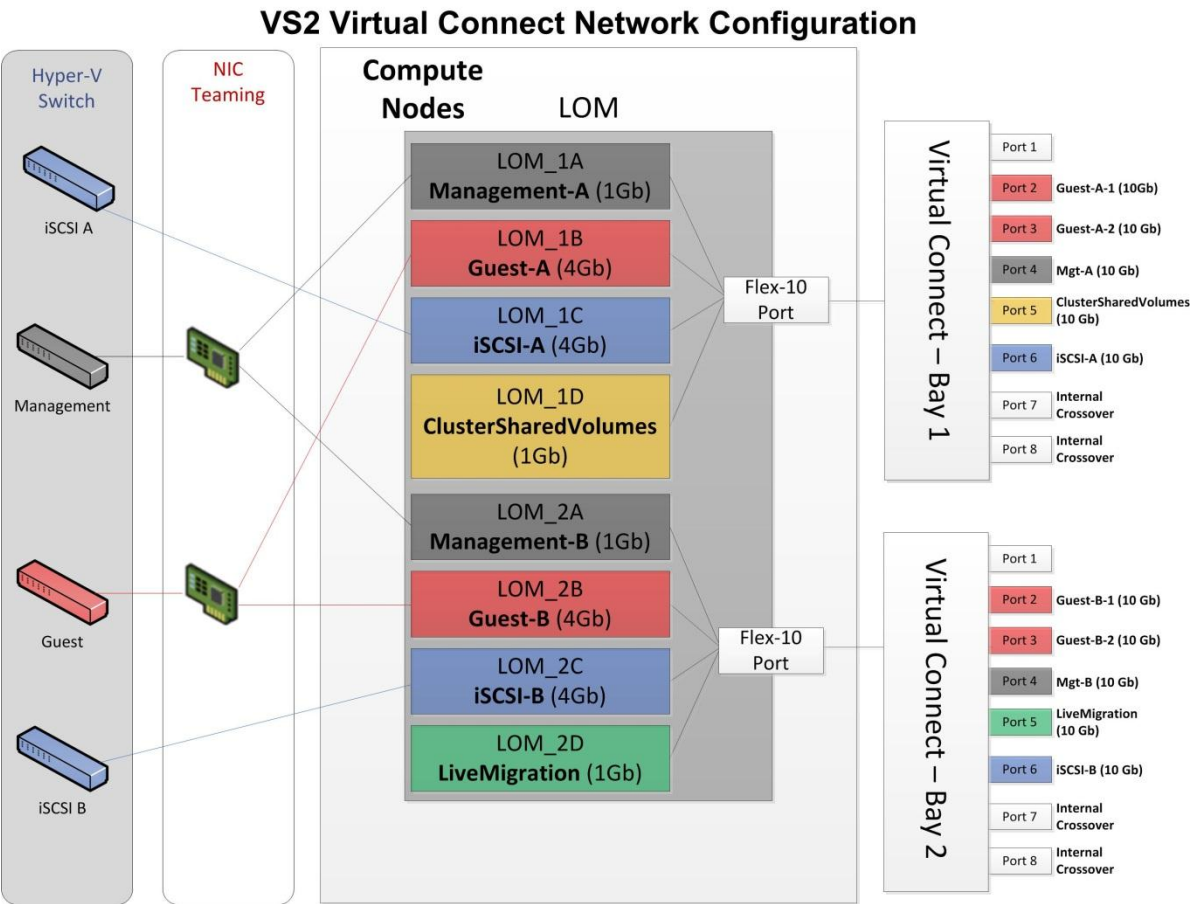 VS2 Virtual Connect Network Configuration
Hyper-V
Switch
iSCSI A
Management
Guest
iSCSI B
NIC
Teaming
Compute
Nodes
LOM
LOM_1A
Management-A (1Gb)
LOM_1B
Guest-A (4Gb)
LOM_1C
iSCSI-A (4Gb)
LOM_1D
ClusterSharedVolumes
(1Gb)
LOM_2A
Management-B (1Gb)
LOM_2B
Guest-B (4Gb)
LOM_2C
iSCSI-B (4Gb)
LOM_2D
LiveMigration (1Gb)
Flex-10
Port
Flex-10
Port
Virtual Connect – Bay 1
Port 1
Port 2 Guest-A-1 (10Gb)
Port 3 Guest-A-2 (10 Gb)
Port 4 Mgt-A (10 Gb)
Port 5 ClusterSharedVolumes
(10 Gb)
Port 6 iSCSI-A (10 Gb)
Port 7 Internal
Crossover
Port 8 Internal
Crossover
Virtual Connect – Bay 2
Port 1
Port 2 Guest-B-1 (10 Gb)
Port 3 Guest-B-2 (10 Gb)
Port 4 Mgt-B (10 Gb)
Port 5 LiveMigration
(10 Gb)
Port 6 iSCSI-B (10 Gb)
Port 7 Internal
Crossover
Port 8 Internal
Crossover